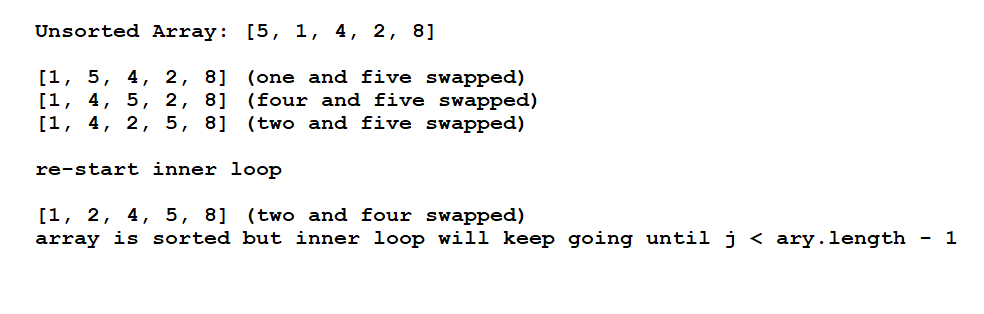 Unsorted Array: [5, 1, 4, 2, 8]
[1, 5, 4, 2, 8] (one and five swapped)
[1, 4, 5, 2, 8] (four and five swapped)
[1, 4, 2, 5, 8] (two and five swapped)
re-start inner loop
[1, 2, 4, 5, 8] (two and four swapped)
array is sorted but inner loop will keep going until j < ary.length - 1